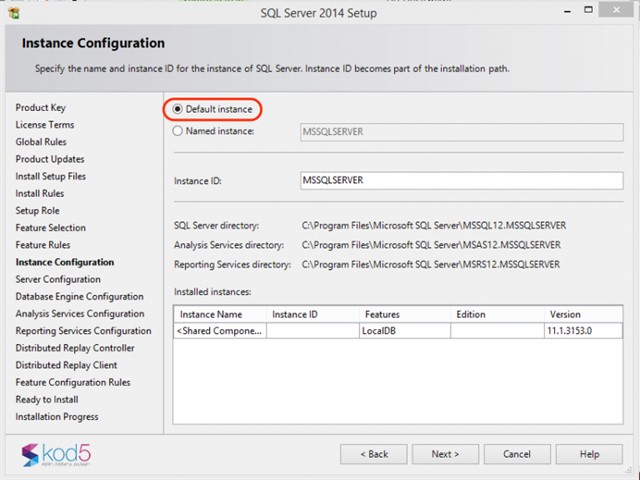 SQL Server 2014 Setup
Instance Configuration
Specify the name and instance ID for the instance of SQL Server. Instance ID becomes part of the installation path.
Product Key
License Terms
Global Rules
Product Updates
Install Setup Files
Install Rules
Setup Role
Feature Selection
Feature Rules
Instance Configuration
Server Configuration
Database Engine Configuration
Analysis Services Configuration
Reporting Services Configuration
Distributed Replay Controller
Distributed Replay Client
Feature Configuration Rules
Ready to Install
Installation Progress
Default instance
Named instance: MSSQLSERVER
Instance ID: MSSQLSERVER
SQL Server directory: C:\Program Files\Microsoft SQL Server\MSSQL12.MSSQLSERVER
Analysis Services directory: C:\Program Files\Microsoft SQL Server\MSAS12.MSSQLSERVER
Reporting Services directory: C:\Program Files\Microsoft SQL Server\MSRS12.MSSQLSERVER
Installed instances:
Instance Name Instance ID Features Edition Version
<Shared Compone... LocalDB 11.1.3153.0
kod5
< Back Next > Cancel Help